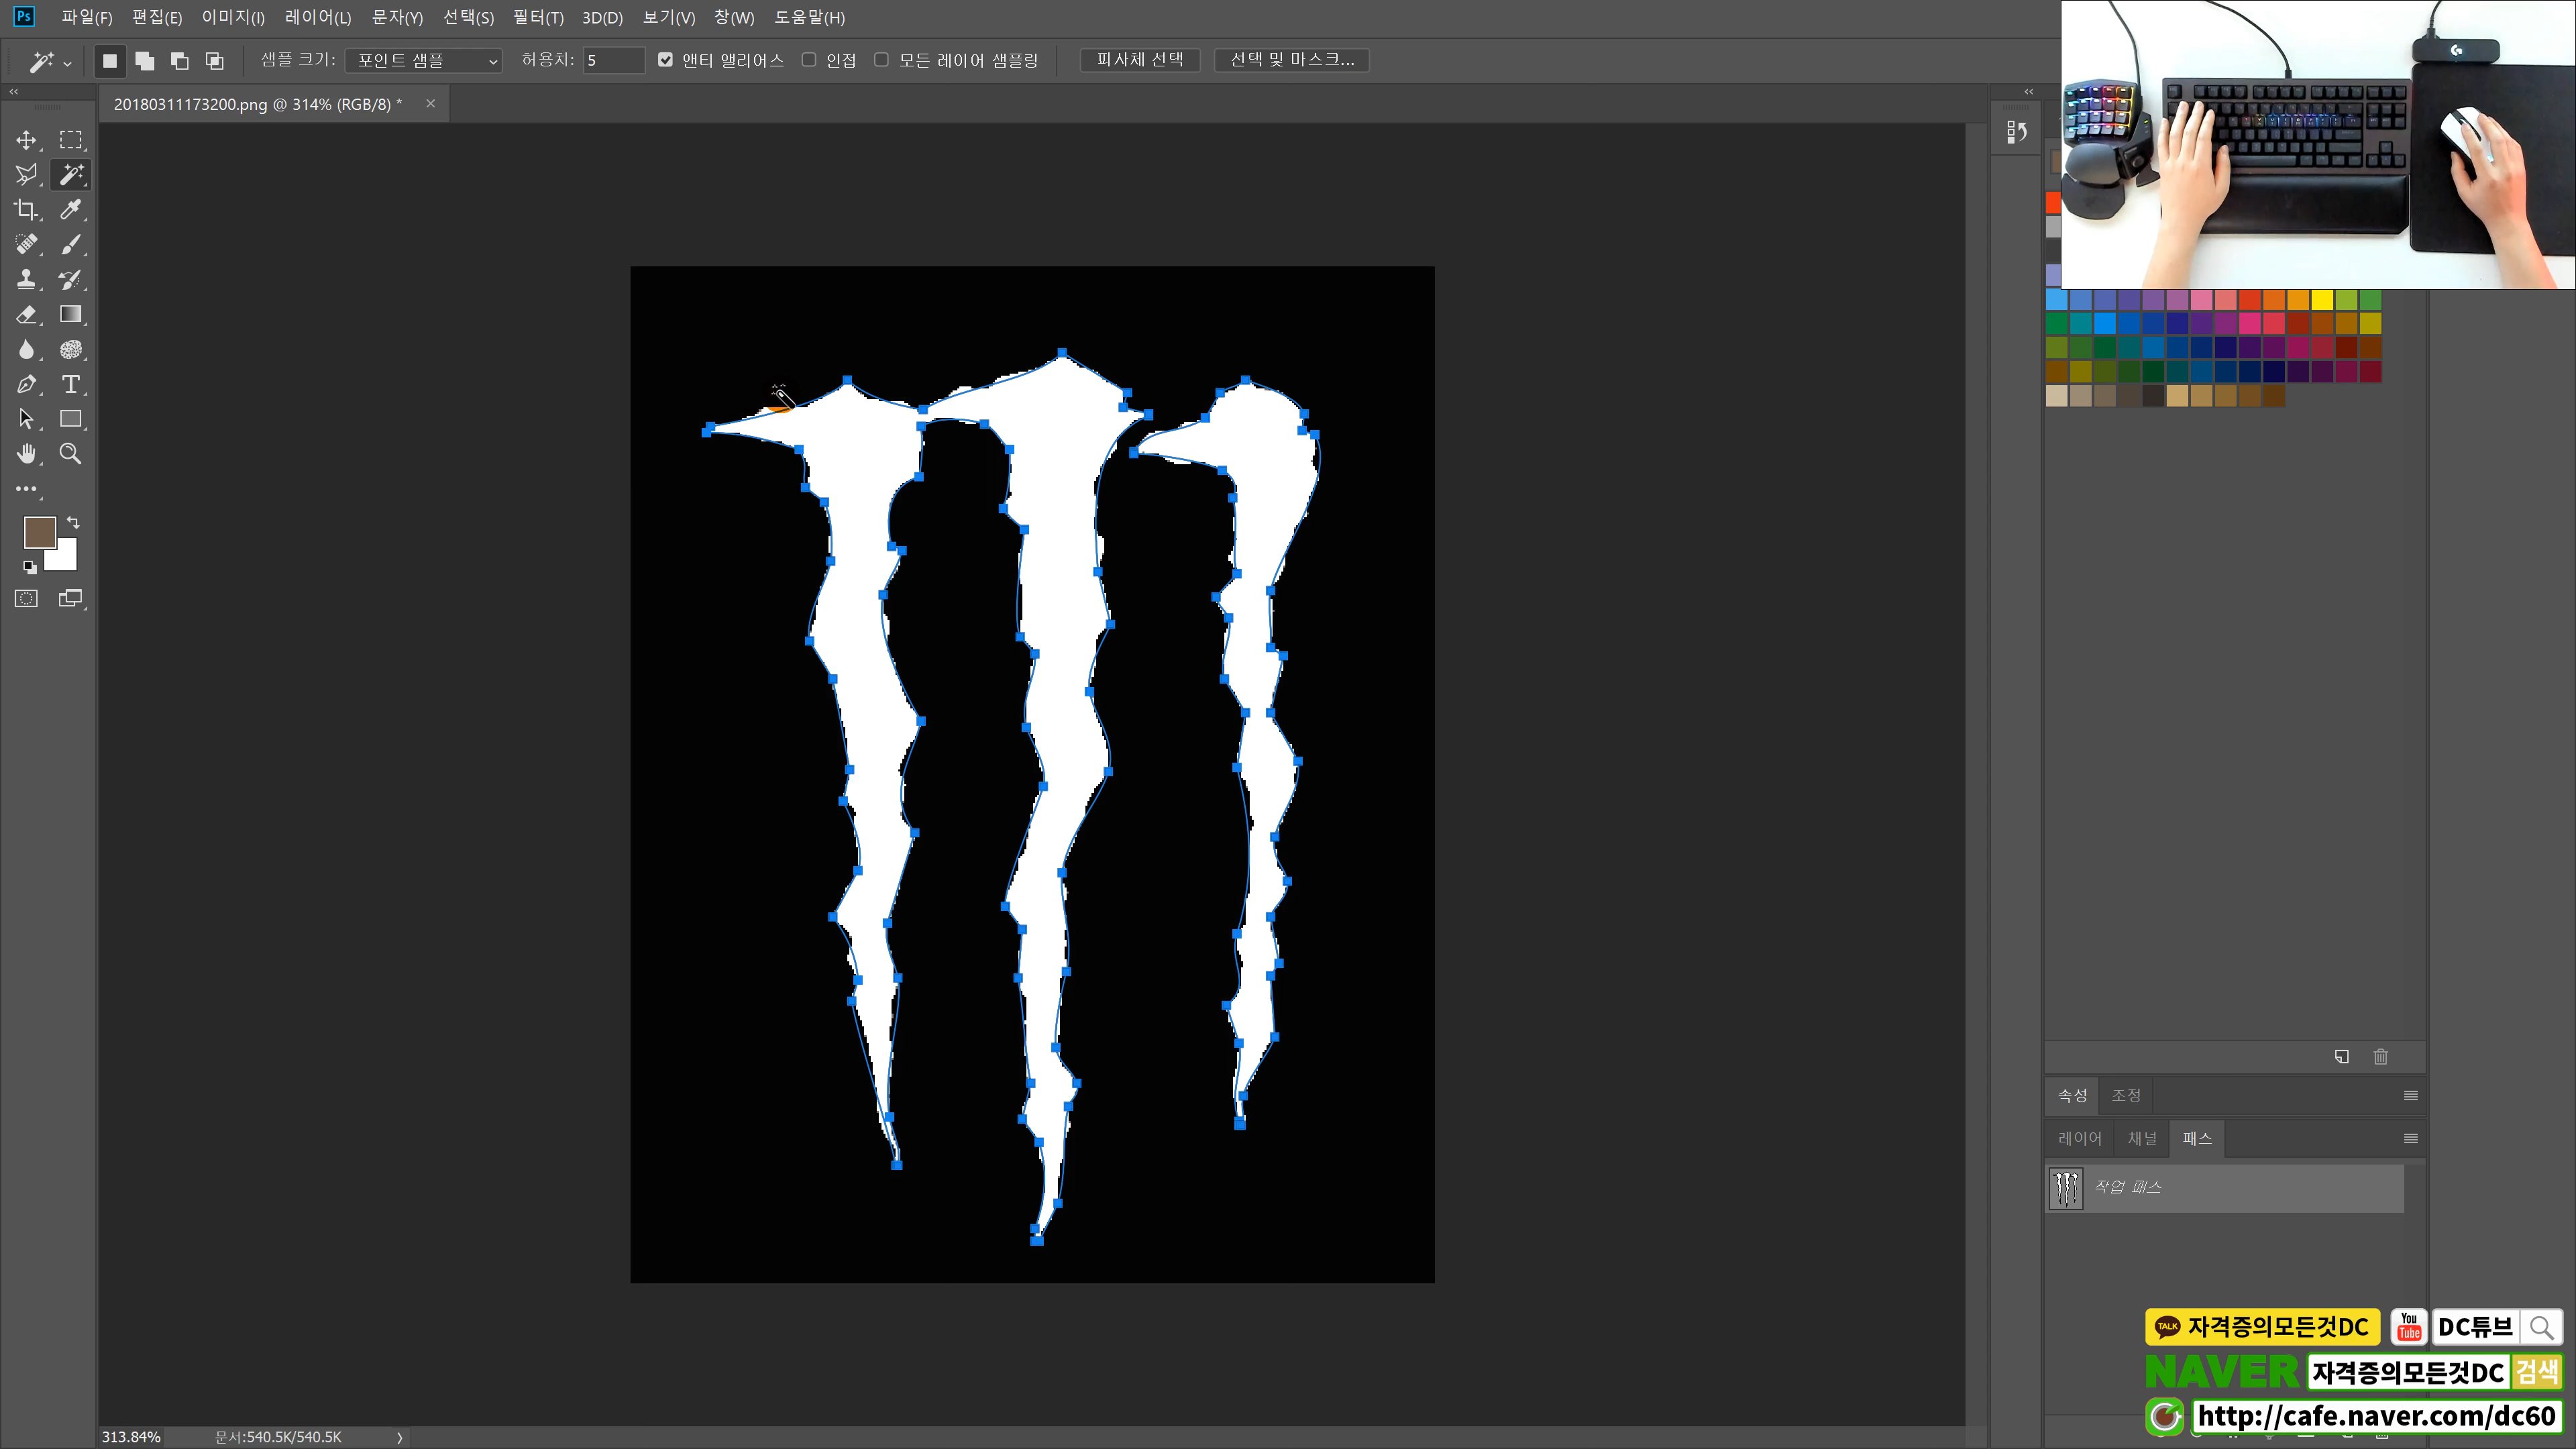 Ps 파일(F) 편집(E) 이미지(I) 레이어(L) 문자(Y) 선택(S) 필터(T) 3D(D) 보기(V) 창(W) 도움말(H)
샘플 크기: 포인트 샘플 허용치: 5 앤티 앨리어스 인접 모든 레이어 샘플링 피사체 선택 선택 및 마스크...
20180311173200.png @ 314% (RGB/8) *
속성 조정
레이어 채널 패스
작업 패스
TALK 자격증의모든것DC You Tube DC튜브
NAVER 자격증의모든것DC 검색
http://cafe.naver.com/dc60
313.84% 문서:540.5K/540.5K